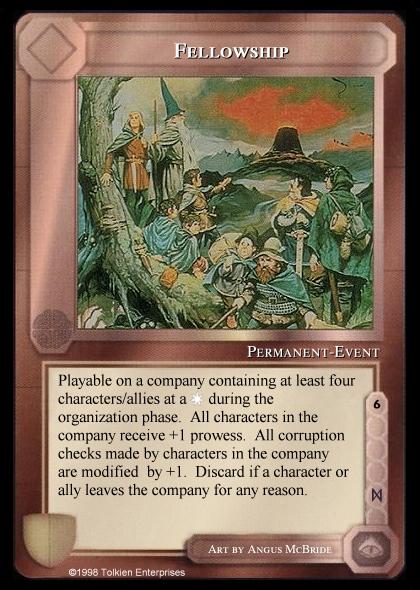 Fellowship
Permanent-Event
Playable on a company containing at least four
characters/allies at a during the
organization phase. All characters in the
company receive +1 prowess. All corruption
checks made by characters in the company
are modified by +1. Discard if a character or
ally leaves the company for any reason.
6
Art by Angus McBride
©1998 Tolkien Enterprises